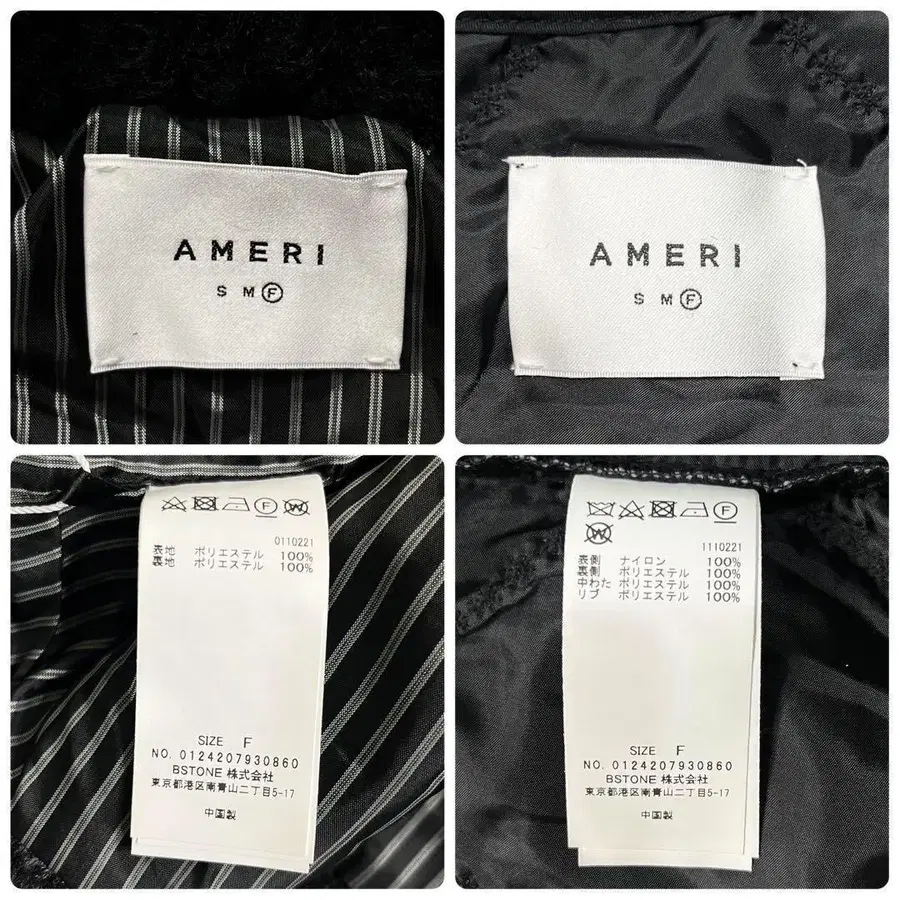 AMERI
S M F
AMERI
S M F
0110221
表地 ポリエステル 100%
裏地 ポリエステル 100%
SIZE F
NO. 0124207930860
BSTONE 株式会社
東京都港区南青山二丁目5-17
中国製
W
1110221
表側 ナイロン 100%
裏側 ポリエステル 100%
中わた ポリエステル 100%
リブ ポリエステル 100%
SIZE F
NO. 0124207930860
BSTONE 株式会社
東京都港区南青山二丁目5-17
中国製